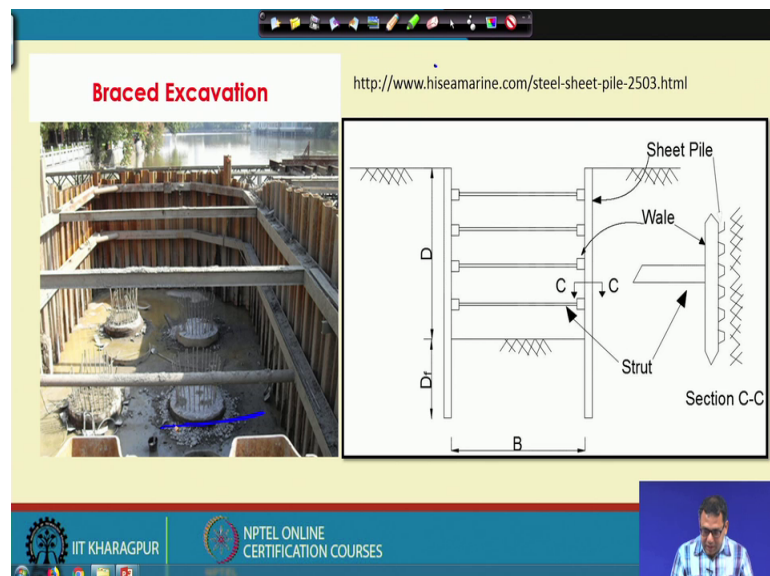 Braced Excavation
http://www.hiseamarine.com/steel-sheet-pile-2503.html
Sheet Pile
Wale
D
C
C
Strut
Df
B
Section C-C
IIT KHARAGPUR
NPTEL ONLINE
CERTIFICATION COURSES